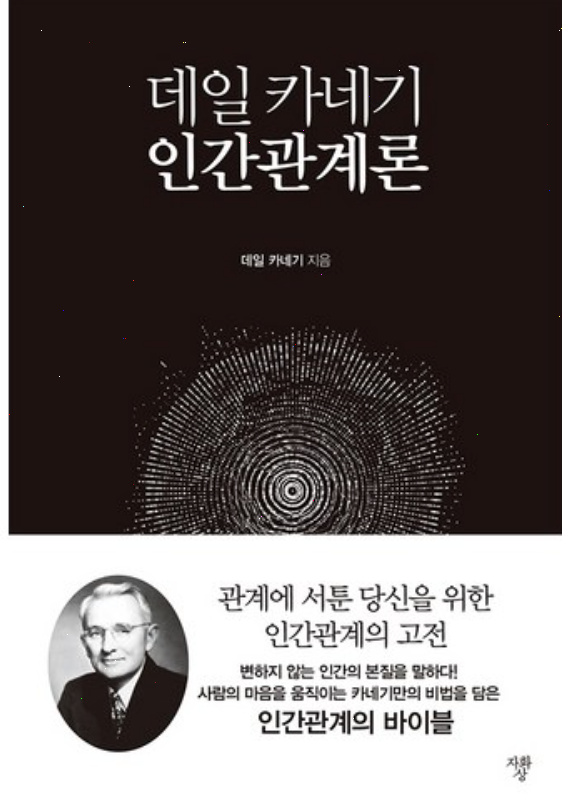 데일 카네기
인간관계론
데일 카네기 지음
관계에 서툰 당신을 위한
인간관계의 고전
변하지 않는 인간의 본질을 말하다!
사람의 마음을 움직이는 카네기만의 비법을 담은
인간관계의 바이블
자화
상